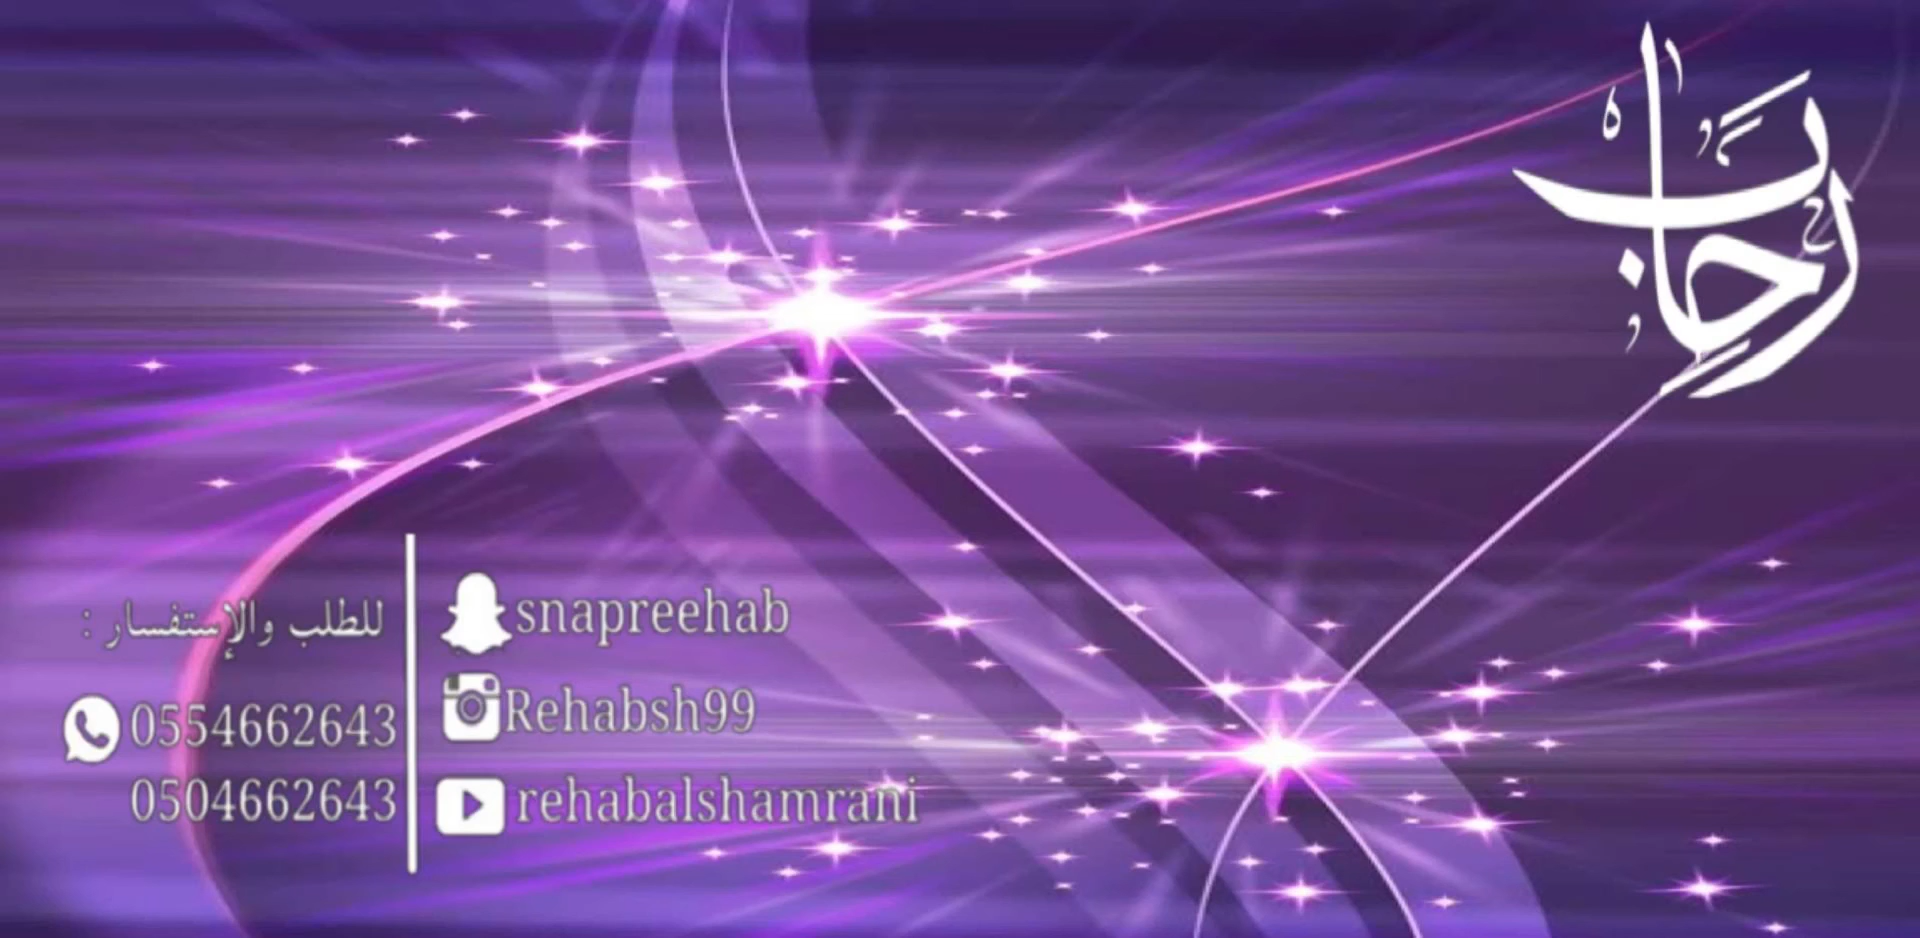 رحاب
للطلب والإستفسار :
0554662643
0504662643
snapreehab
Rehabsh99
rehabalshamrani